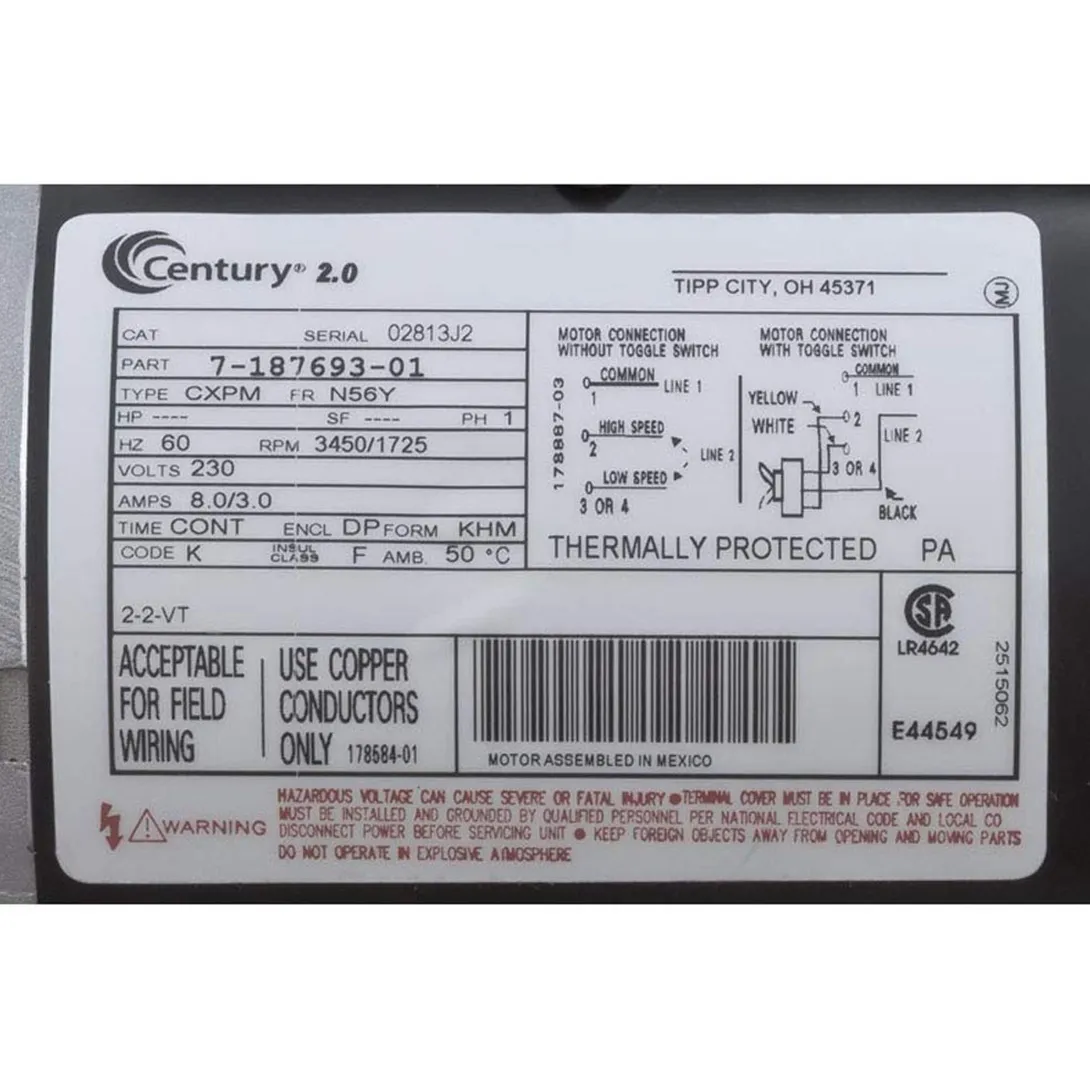 Century® 2.0
TIPP CITY, OH 45371
CAT SERIAL 02813J2
PART 7-187693-01
TYPE CXPM FR N56Y
HP ---- SF ---- PH 1
HZ 60 RPM 3450/1725
VOLTS 230
AMPS 8.0/3.0
TIME CONT ENCL DP FORM KHM
CODE K INSUL CLASS F AMB. 50 °C
MOTOR CONNECTION
WITHOUT TOGGLE SWITCH
178887-03
COMMON
LINE 1
1
HIGH SPEED
2
LINE 2
LOW SPEED
3 OR 4
MOTOR CONNECTION
WITH TOGGLE SWITCH
COMMON
1 LINE 1
YELLOW
2
WHITE
LINE 2
3 OR 4
BLACK
THERMALLY PROTECTED PA
2-2-VT
ACCEPTABLE
FOR FIELD
WIRING
USE COPPER
CONDUCTORS
ONLY 178584-01
MOTOR ASSEMBLED IN MEXICO
SA
LR4642
E44549
2515062
MJ
WARNING
HAZARDOUS VOLTAGE CAN CAUSE SEVERE OR FATAL INJURY ● TERMINAL COVER MUST BE IN PLACE FOR SAFE OPERATION
MUST BE INSTALLED AND GROUNDED BY QUALIFIED PERSONNEL PER NATIONAL ELECTRICAL CODE AND LOCAL CO
DISCONNECT POWER BEFORE SERVICING UNIT ● KEEP FOREIGN OBJECTS AWAY FROM OPENING AND MOVING PARTS
DO NOT OPERATE IN EXPLOSIVE ATMOSPHERE